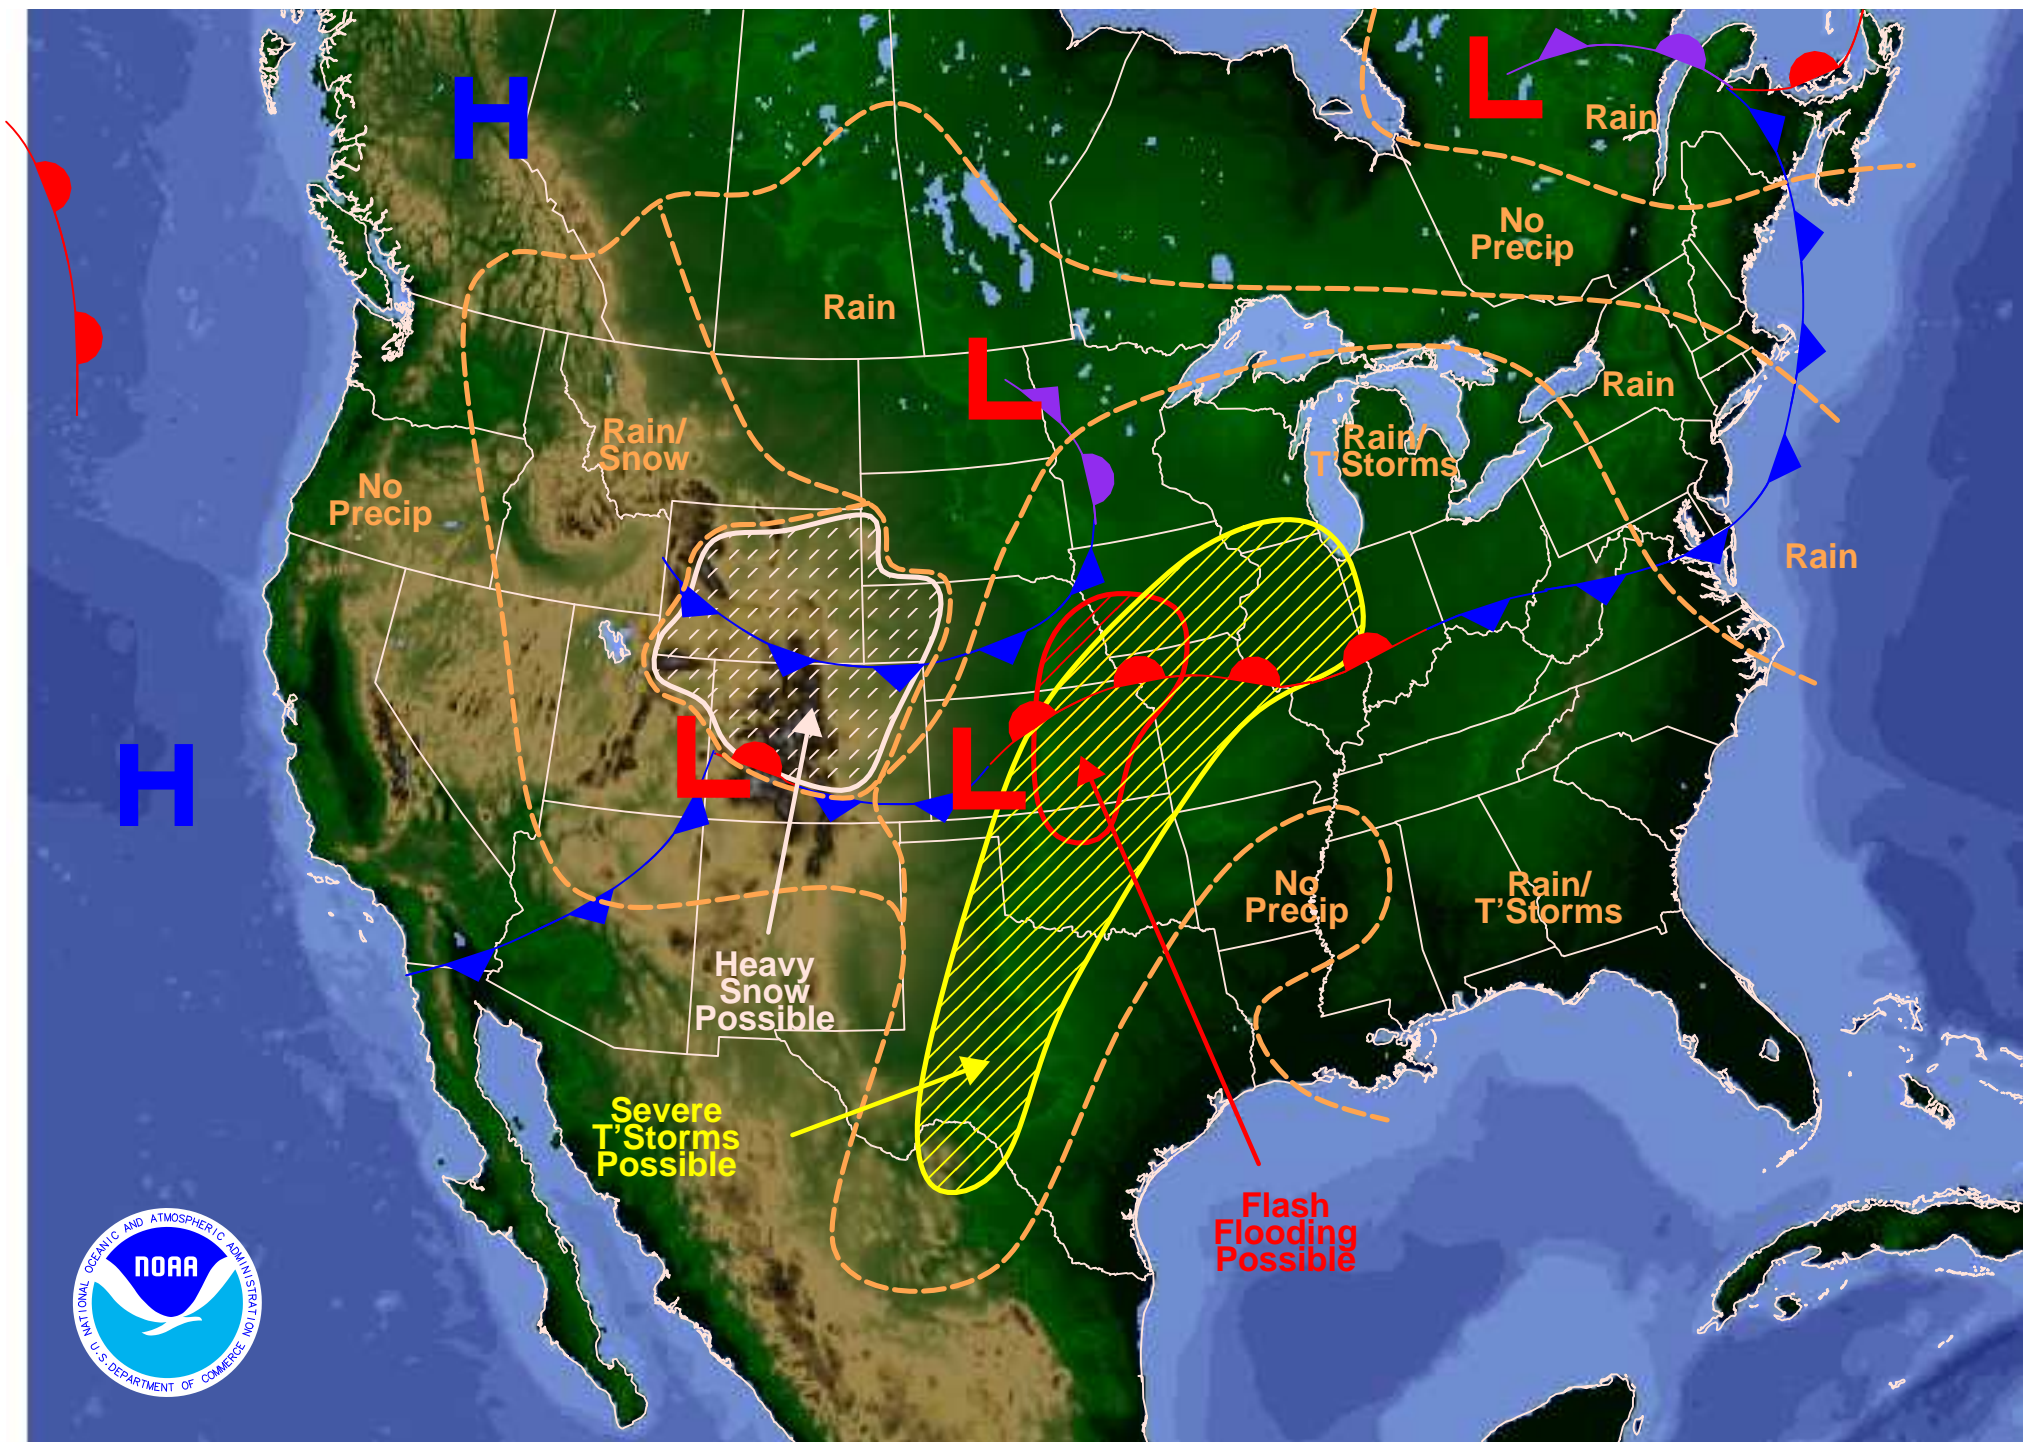 H
L
Rain
No
Precip
Rain
L
Rain
Rain/
Snow
Rain/
T'Storms
No
Precip
Rain
H
L
L
No
Precip
Rain/
T'Storms
Heavy
Snow
Possible
Severe
T'Storms
Possible
Flash
Flooding
Possible
NATIONAL OCEANIC AND ATMOSPHERIC ADMINISTRATION
NOAA
U.S. DEPARTMENT OF COMMERCE